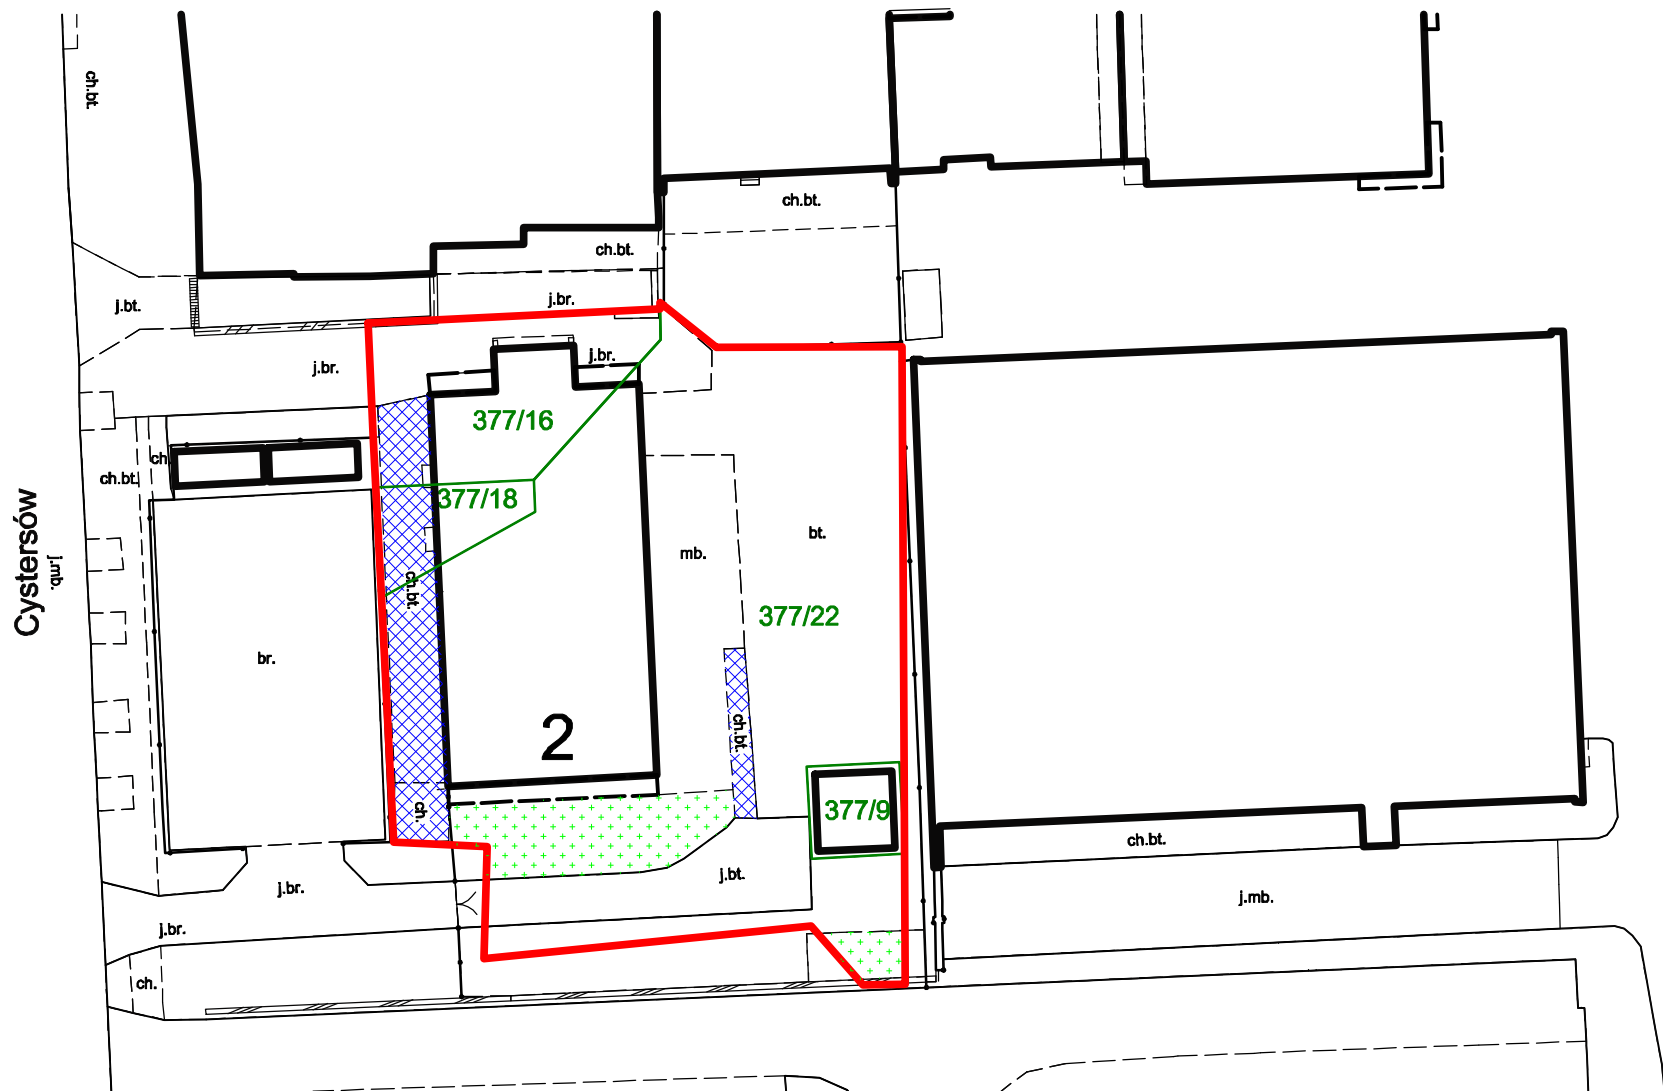 ch.bt.
ch.bt.
ch.bt.
j.bt.
j.br.
j.br.
j.br.
377/16
ch.
ch.bt.
377/18
Cystersów
j.mb.
bt.
mb.
ch.bt.
377/22
br.
2
ch.bt.
377/9
ch.
ch.bt.
j.bt.
j.br.
j.mb.
j.br.
ch.